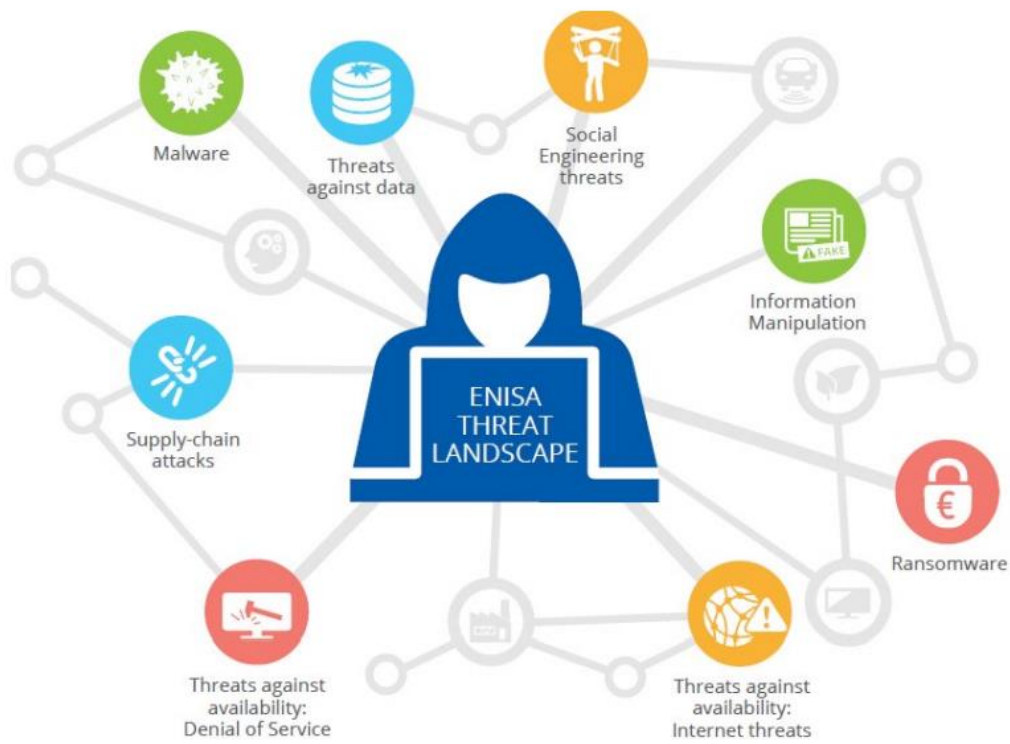 Malware
Threats
against data
Social
Engineering
threats
FAKE
Information
Manipulation
ENISA
THREAT
LANDSCAPE
Supply-chain
attacks
€
Ransomware
Threats against
availability:
Denial of Service
Threats against
availability:
Internet threats